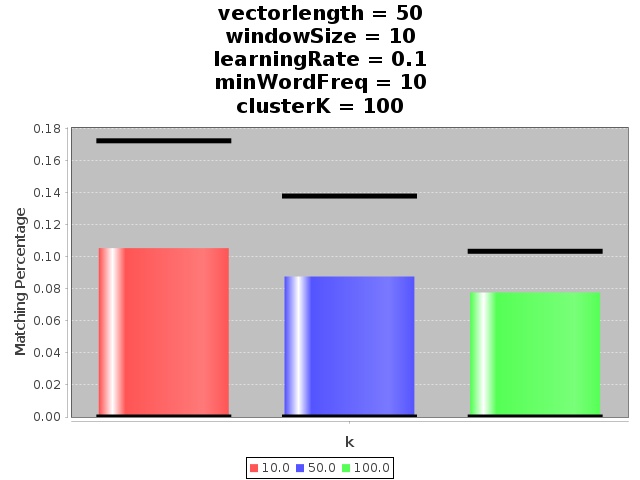 vectorlength = 50
windowSize = 10
learningRate = 0.1
minWordFreq = 10
clusterK = 100
0.18
0.16
0.14
0.12
0.10
0.08
0.06
0.04
0.02
0.00
Matching Percentage
k
10.0 50.0 100.0